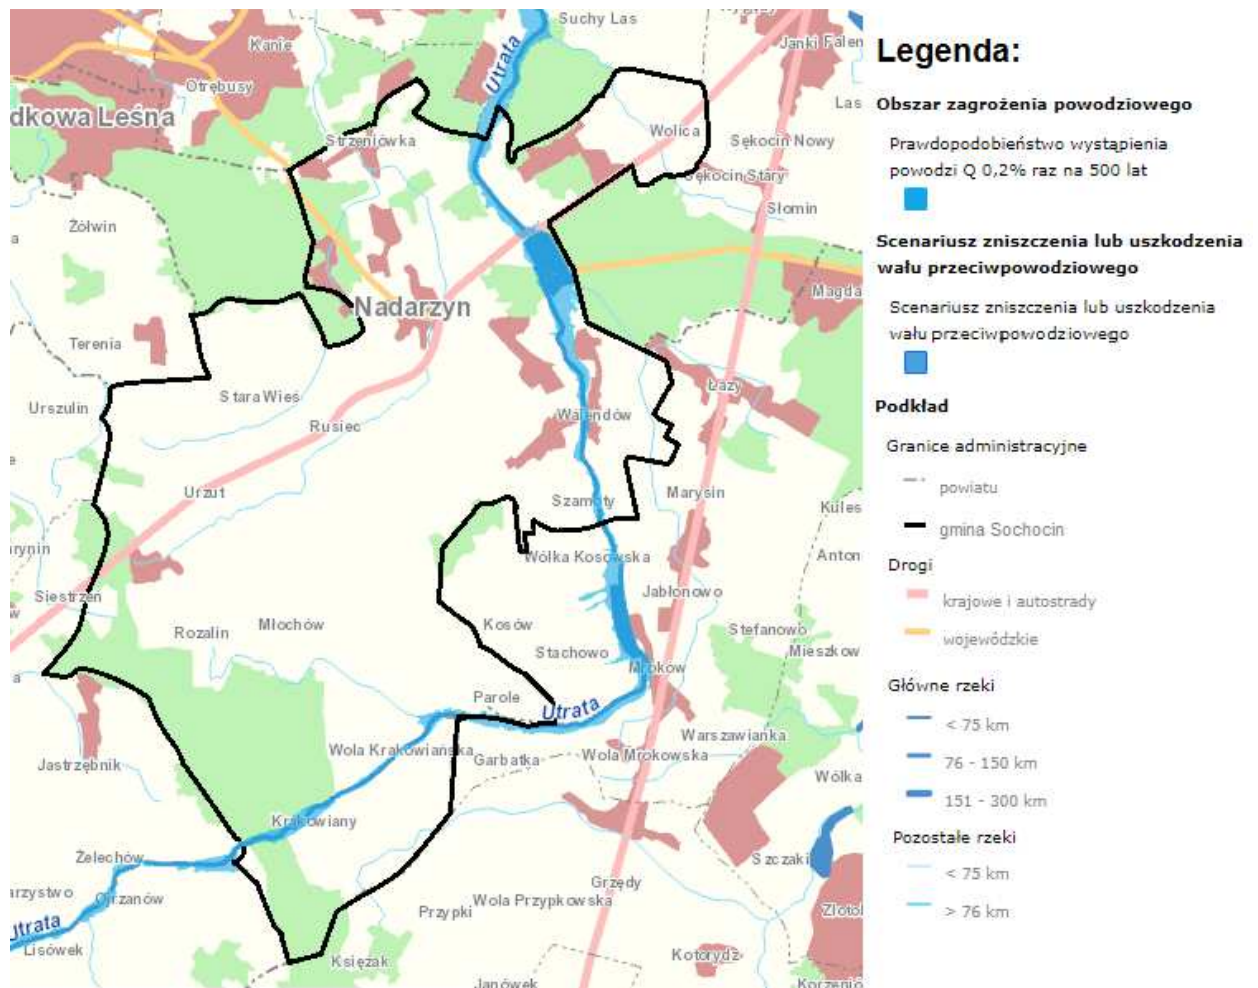 Suchy Las
Kanie
Janki
Falen
Utrata
Otrębusy
Las
dkowa Leśna
Strzeniówka
Wolica
Sękocin Nowy
Sękocin Stary
Słomin
Żółwin
a
Nadarzyn
Magda
Terenia
Stara Wieś
Łazy
Urszulin
Walendów
Rusiec
e
Urzut
Szamoty
Marysin
Kules
rynin
Wólka Kosowska
Anton
Siestrzeń
Jabłonowo
w
Rozalin
Młochów
Kosów
Stefanowo
Stachowo
Mieszkow
Mroków
a
Parole
Utrata
Warszawianka
Wola Krakowiańska
Garbatka
Wola Mrokowska
Jastrzębnik
Wólka
Krakowiany
Żelechów
Szczaki
Grzędy
arzystwo
Ojrzanów
Wola Przypkowska
Przypki
Złotok
Utrata
Lisówek
Księżak
Kotorydz
Janówek
Korzenio
Legenda:
Obszar zagrożenia powodziowego
Prawdopodobieństwo wystąpienia
powodzi Q 0,2% raz na 500 lat
Scenariusz zniszczenia lub uszkodzenia
wału przeciwpowodziowego
Scenariusz zniszczenia lub uszkodzenia
wału przeciwpowodziowego
Podkład
Granice administracyjne
powiatu
gmina Sochocin
Drogi
krajowe i autostrady
wojewódzkie
Główne rzeki
< 75 km
76 - 150 km
151 - 300 km
Pozostałe rzeki
< 75 km
> 76 km